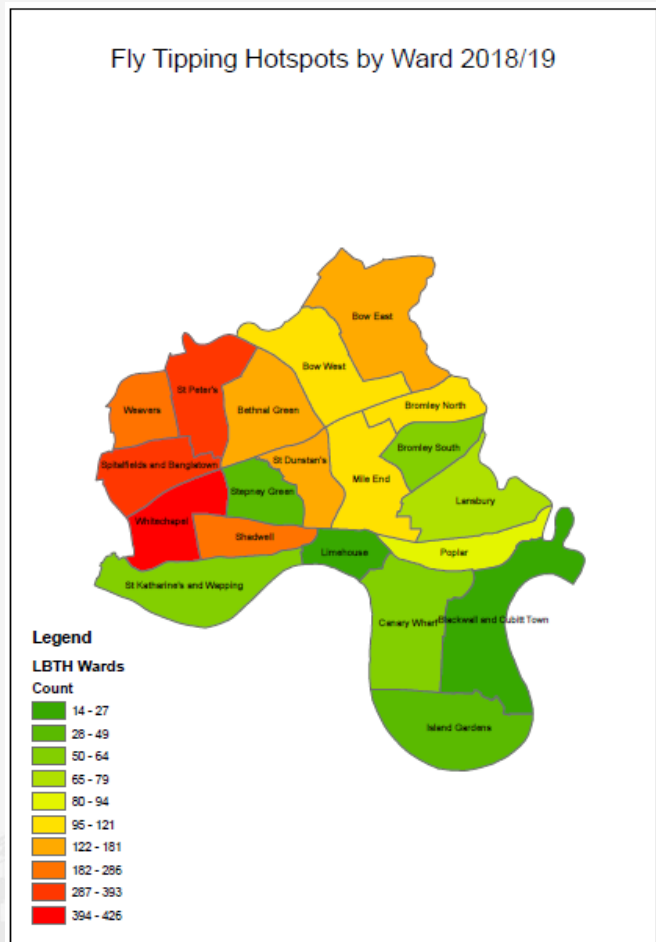 Fly Tipping Hotspots by Ward 2018/19
Bow East
Bow West
St Peter's
Weavers
Bethnal Green
Bromley North
Bromley South
St Dunstan's
Spitalfields and Banglatown
Mile End
Stepney Green
Lansbury
Whitechapel
Shadwell
Limehouse
Poplar
St Katharine's and Wapping
Canary Wharf
Blackwall and Cubitt Town
Island Gardens
Legend
LBTH Wards
Count
14 - 27
28 - 49
50 - 64
65 - 79
80 - 94
95 - 121
122 - 181
182 - 286
287 - 393
394 - 426